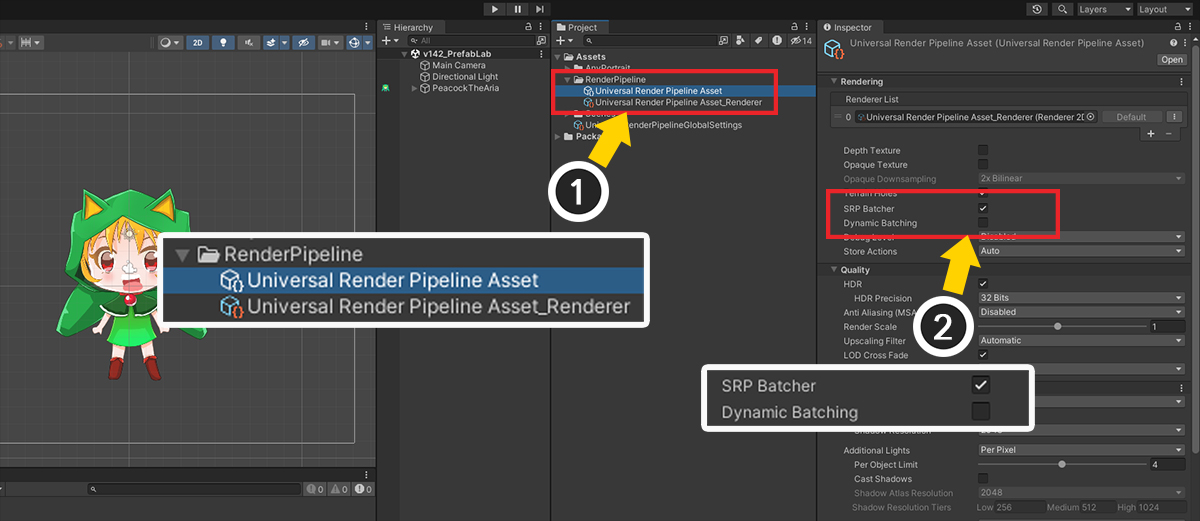 Layers
Layout
Hierarchy
All
v142_PrefabLab
Main Camera
Directional Light
PeacockTheAria
2D
Project
14
Assets
AnyPortrait
RenderPipeline
Universal Render Pipeline Asset
Universal Render Pipeline Asset_Renderer
Scenes
RenderPipelineGlobalSettings
1
RenderPipeline
Universal Render Pipeline Asset
Universal Render Pipeline Asset_Renderer
0 0 0
Inspector
Universal Render Pipeline Asset (Universal Render Pipeline Asset)
Open
Rendering
Renderer List
0 Universal Render Pipeline Asset_Renderer (Renderer 2D Default
Depth Texture
Opaque Texture
Opaque Downsampling 2x Bilinear
Terrain Holes
SRP Batcher
Dynamic Batching
Debug Level Disabled
Store Actions Auto
Quality
HDR
HDR Precision 32 Bits
Anti Aliasing (MSA Disabled
Render Scale 1
Upscaling Filter Automatic
LOD Cross Fade
2
SRP Batcher
Dynamic Batching
Shadow Resolution 2048
Additional Lights Per Pixel
Per Object Limit 4
Cast Shadows
Shadow Atlas Resolution 2048
Shadow Resolution Tiers Low 256 Medium 512 High 1024